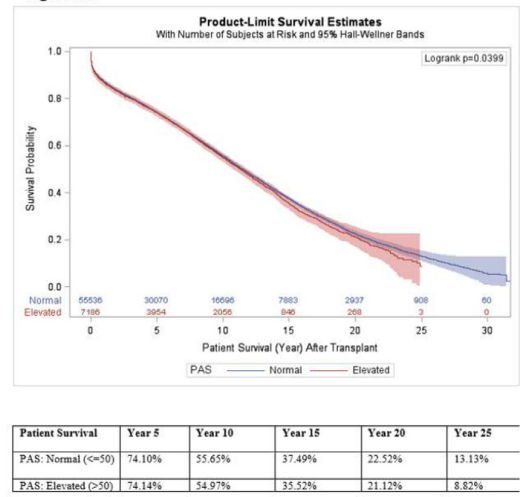 Product-Limit Survival Estimates
With Number of Subjects at Risk and 95% Hall-Wellner Bands
Logrank p=0.0399
Survival Probability
1.0
0.8
0.6
0.4
0.2
0.0
Normal 55536 30070 16696 7883 2937 908 60
Elevated 7186 3954 2056 846 268 3 0
0 5 10 15 20 25 30
Patient Survival (Year) After Transplant
PAS Normal Elevated
Patient Survival Year 5 Year 10 Year 15 Year 20 Year 25
PAS: Normal (<=50) 74.10% 55.65% 37.49% 22.52% 13.13%
PAS: Elevated (>50) 74.14% 54.97% 35.52% 21.12% 8.82%